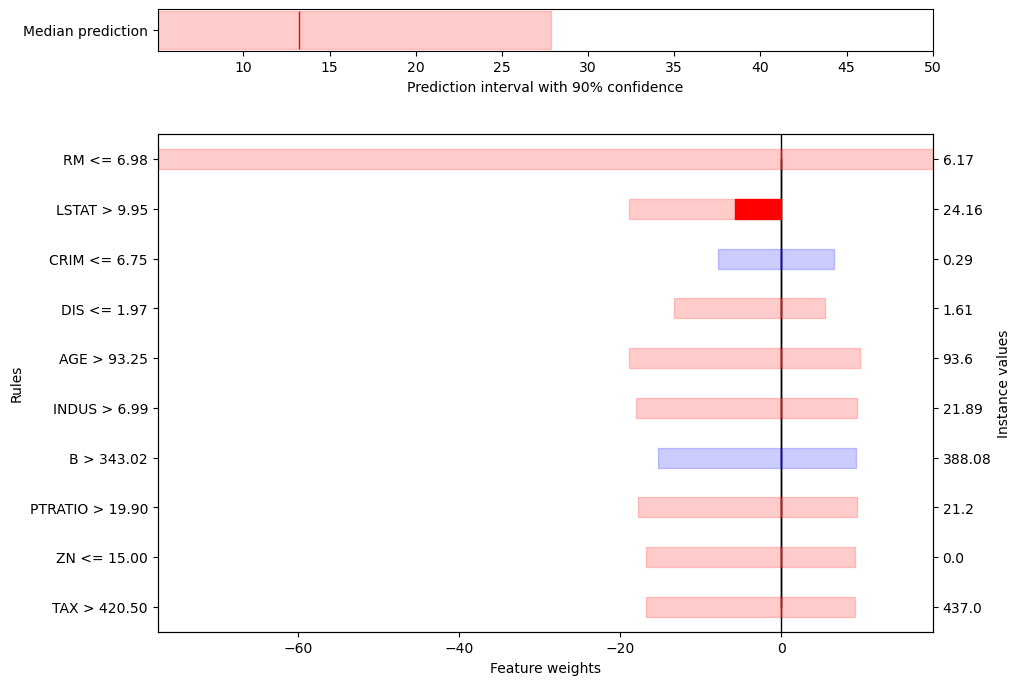 Median prediction
10 15 20 25 30 35 40 45 50
Prediction interval with 90% confidence
RM <= 6.98 6.17
LSTAT > 9.95 24.16
CRIM <= 6.75 0.29
DIS <= 1.97 1.61
AGE > 93.25 93.6
INDUS > 6.99 21.89
B > 343.02 388.08
PTRATIO > 19.90 21.2
ZN <= 15.00 0.0
TAX > 420.50 437.0
Rules
Instance values
−60 −40 −20 0
Feature weights